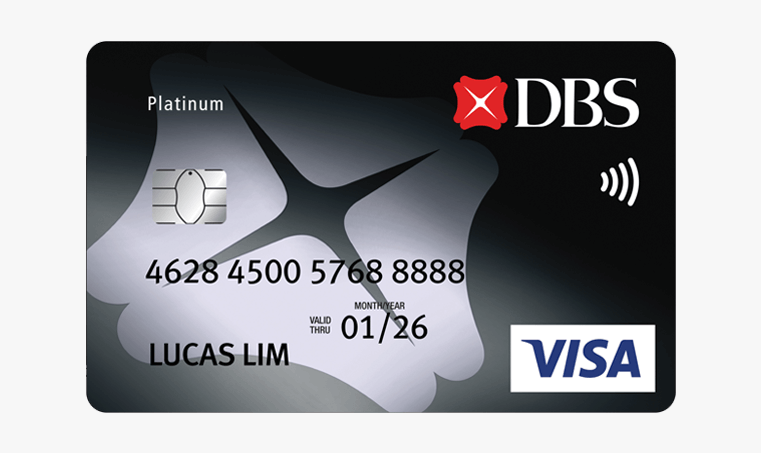 Platinum
DBS
4628 4500 5768 8888
MONTH/YEAR
VALID THRU 01/26
LUCAS LIM
VISA